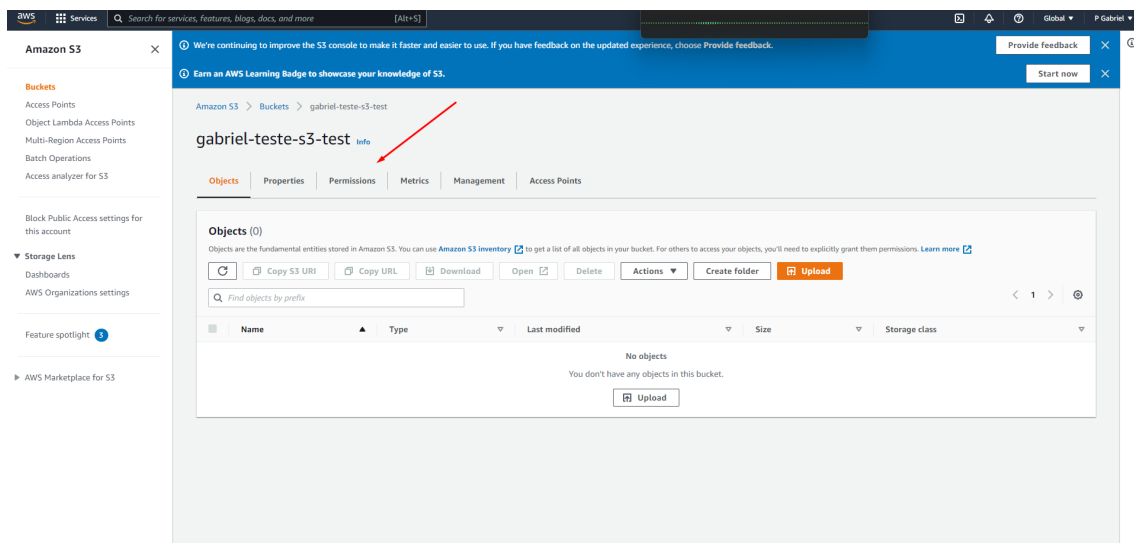 aws Services Search for services, features, blogs, docs, and more [Alt+S] Global ▼ P Gabriel ▼
Amazon S3
We're continuing to improve the S3 console to make it faster and easier to use. If you have feedback on the updated experience, choose Provide feedback. Provide feedback
Earn an AWS Learning Badge to showcase your knowledge of S3. Start now
Buckets
Access Points
Object Lambda Access Points
Multi-Region Access Points
Batch Operations
Access analyzer for S3
Block Public Access settings for
this account
Storage Lens
Dashboards
AWS Organizations settings
Feature spotlight 3
AWS Marketplace for S3
Amazon S3 > Buckets > gabriel-teste-s3-test
gabriel-teste-s3-test Info
Objects Properties Permissions Metrics Management Access Points
Objects (0)
Objects are the fundamental entities stored in Amazon S3. You can use Amazon S3 inventory to get a list of all objects in your bucket. For others to access your objects, you'll need to explicitly grant them permissions. Learn more
Copy S3 URI Copy URL Download Open Delete Actions ▼ Create folder Upload
Find objects by prefix < 1 >
Name Type Last modified Size Storage class
No objects
You don't have any objects in this bucket.
Upload